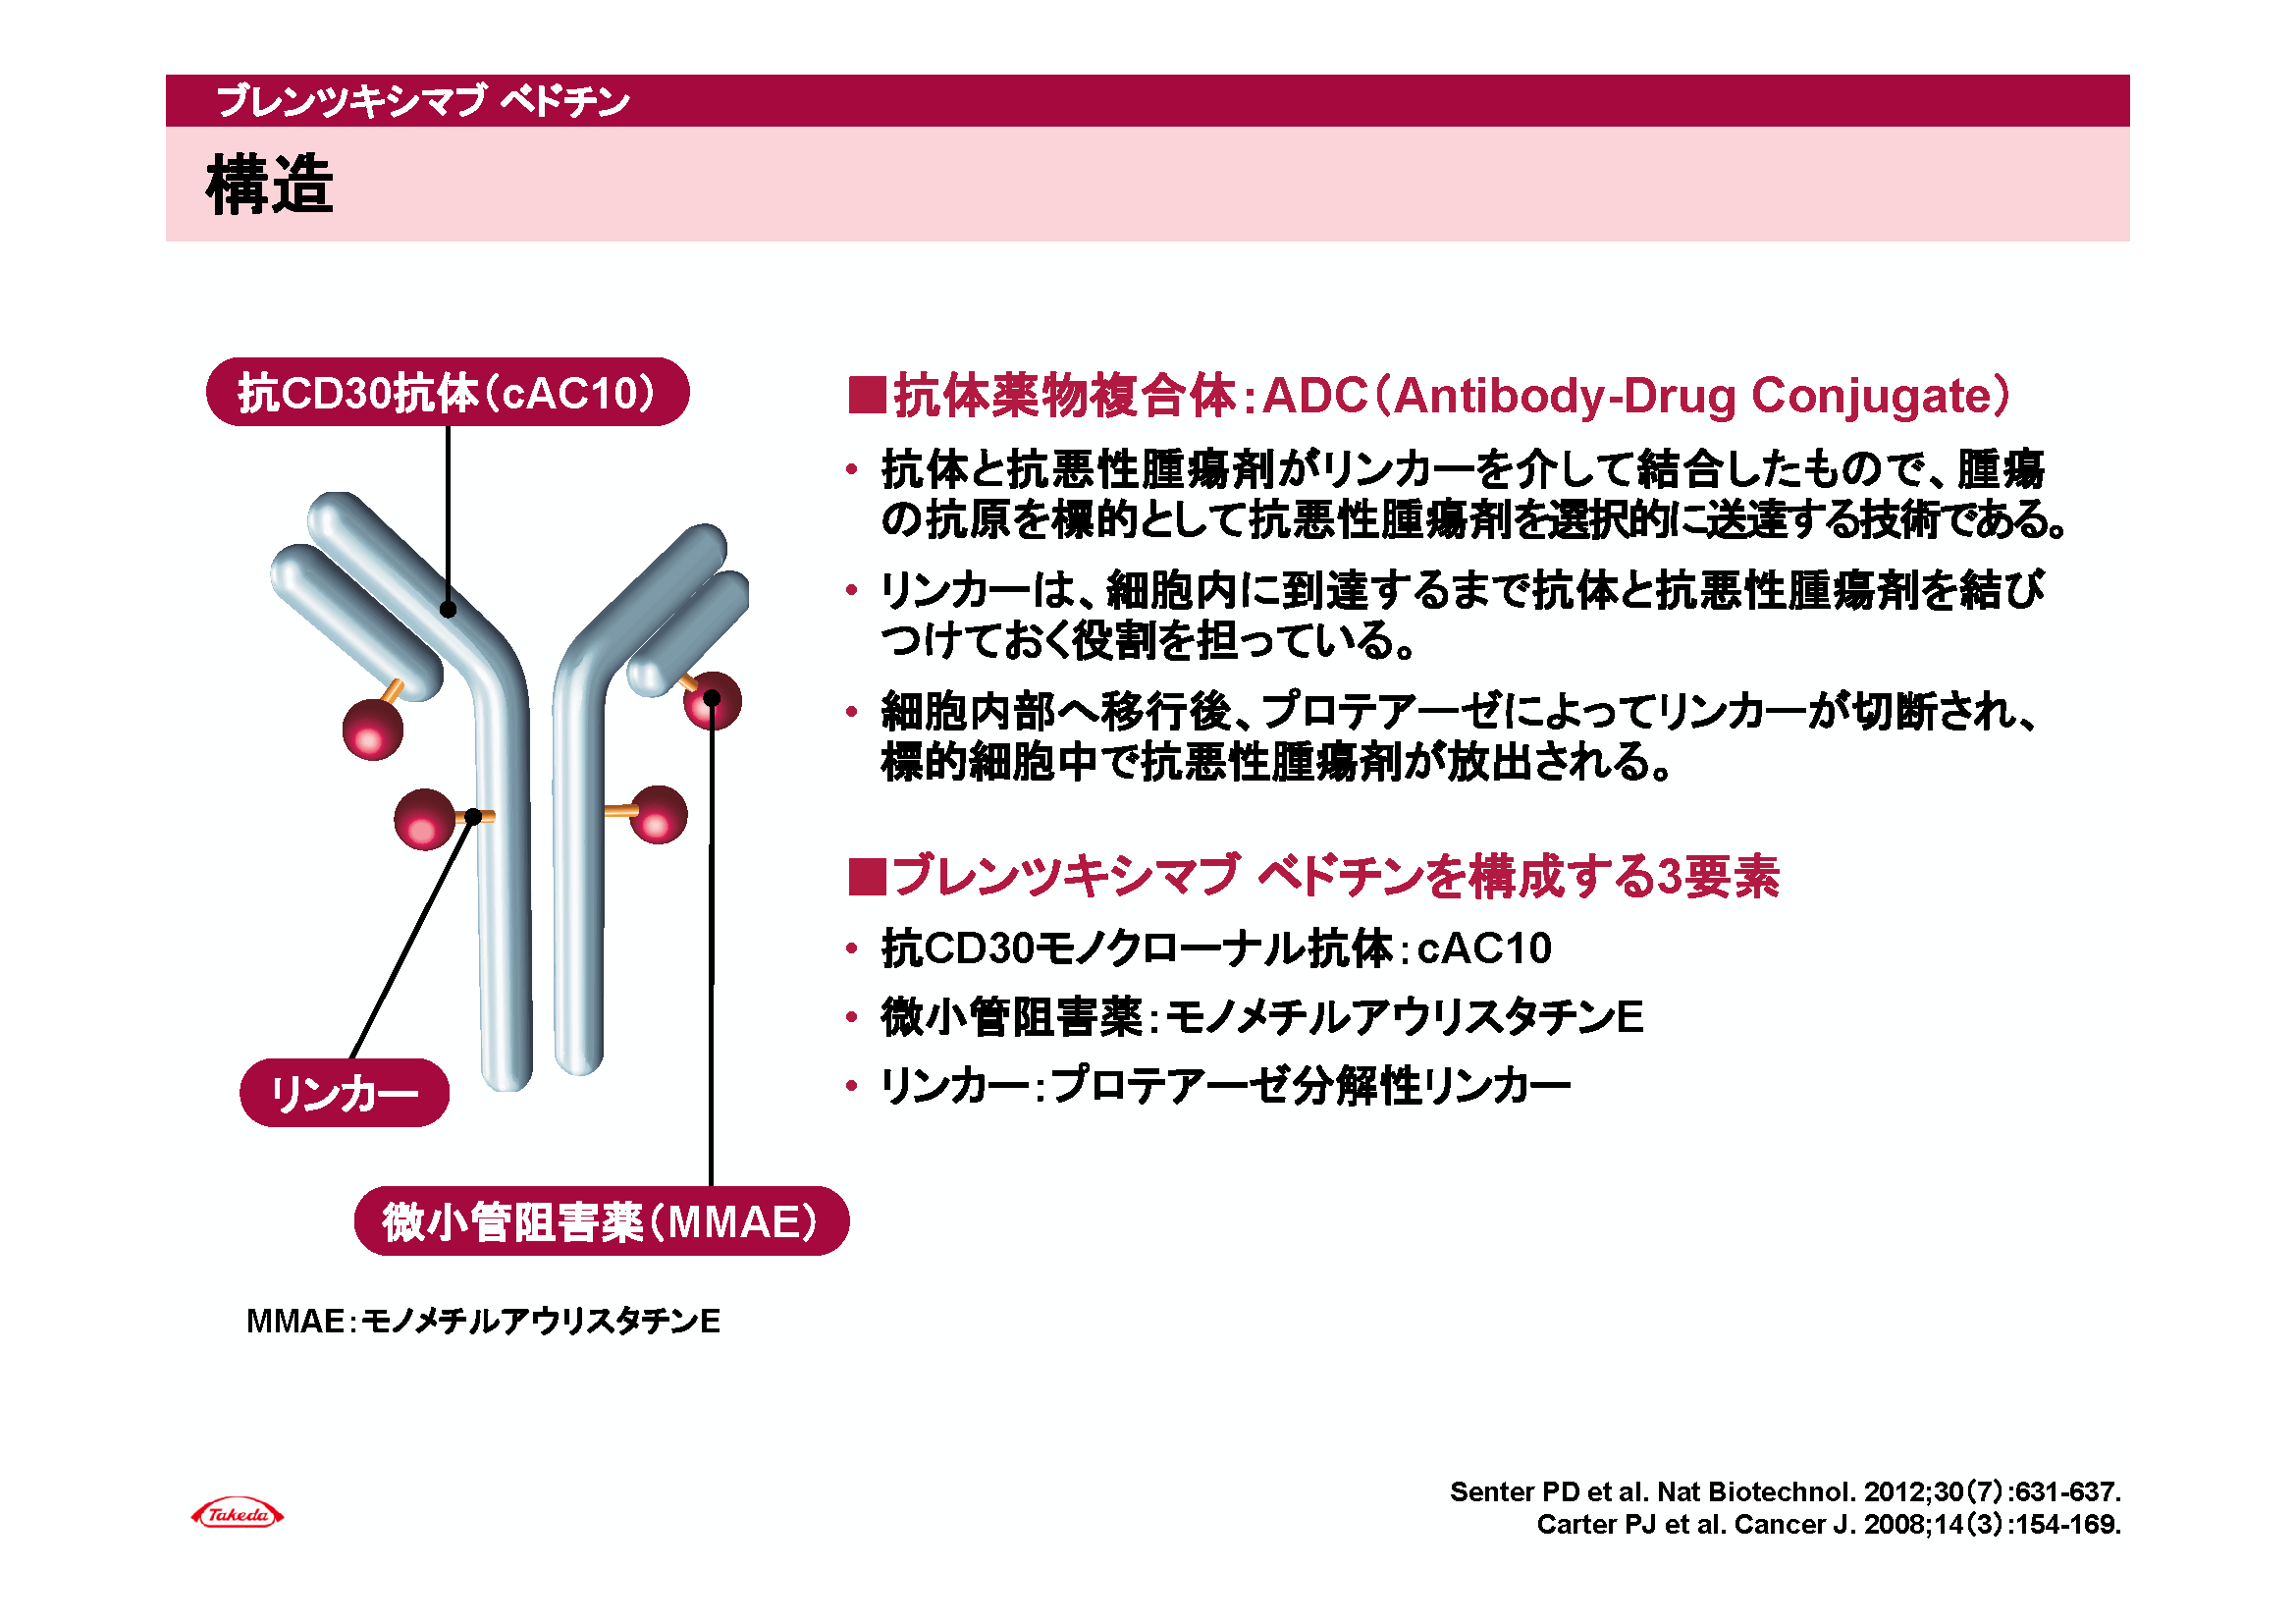 ブレンツキシマブ ベドチン
構造
抗CD30抗体（cAC10）
リンカー
微小管阻害薬（MMAE）
MMAE：モノメチルアウリスタチンE
■抗体薬物複合体：ADC（Antibody-Drug Conjugate）
• 抗体と抗悪性腫瘍剤がリンカーを介して結合したもので、腫瘍
の抗原を標的として抗悪性腫瘍剤を選択的に送達する技術である。
• リンカーは、細胞内に到達するまで抗体と抗悪性腫瘍剤を結び
つけておく役割を担っている。
• 細胞内部へ移行後、プロテアーゼによってリンカーが切断され、
標的細胞中で抗悪性腫瘍剤が放出される。
■ブレンツキシマブ ベドチンを構成する3要素
• 抗CD30モノクローナル抗体：cAC10
• 微小管阻害薬：モノメチルアウリスタチンE
• リンカー：プロテアーゼ分解性リンカー
Takeda
Senter PD et al. Nat Biotechnol. 2012;30（7）:631-637.
Carter PJ et al. Cancer J. 2008;14（3）:154-169.